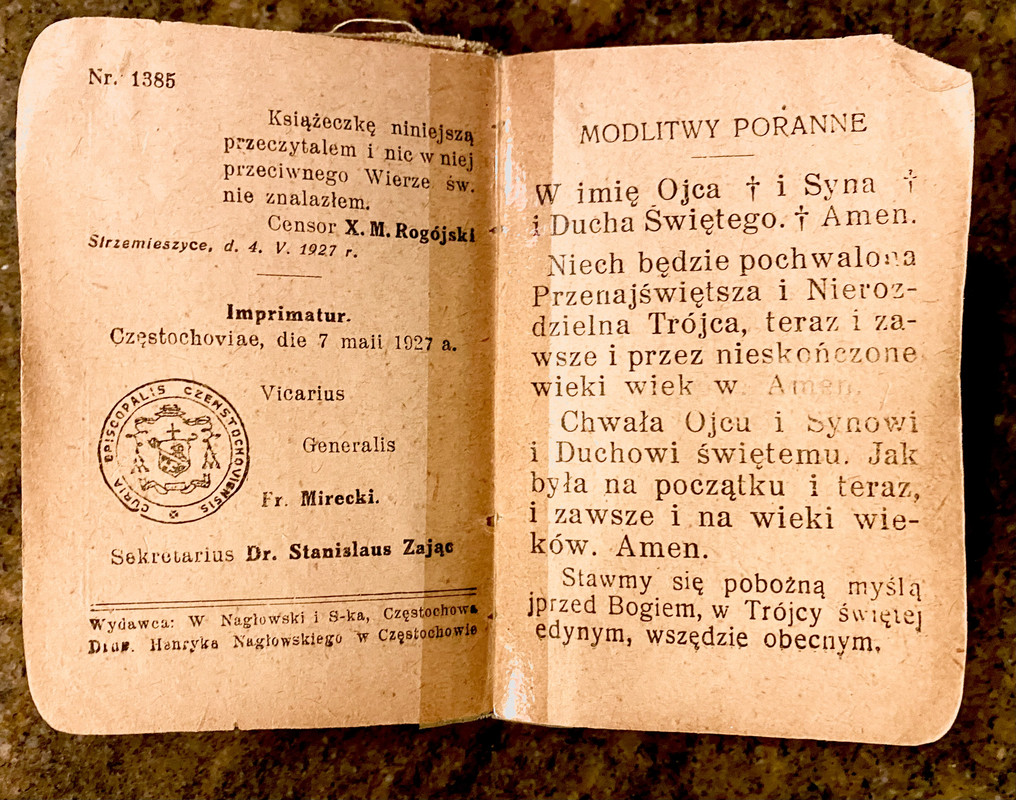 Nr. 1385
Książeczkę niniejszą
przeczytałem i nic w niej
przeciwnego Wierze św.
nie znalazłem.
Censor X. M. Rogójski
Strzemieszyce, d. 4. V. 1927 r.
Imprimatur.
Częstochoviae, die 7 maii 1927 a.
CURIA EPISCOPALIS CZENSTOCHOVIENSIS
Vicarius
Generalis
Fr. Mirecki.
Sekretarius Dr. Stanislaus Zając
Wydawca: W Nagłowski i S-ka, Częstochowa
Druk. Henryka Nagłowskiego w Częstochowie
MODLITWY PORANNE
W imię Ojca † i Syna †
i Ducha Świętego. † Amen.
Niech będzie pochwalona
Przenajświętsza i Nieroz-
dzielna Trójca, teraz i za-
wsze i przez nieskończone
wieki wiek w Amen.
Chwała Ojcu i Synowi
i Duchowi świętemu. Jak
była na początku i teraz,
i zawsze i na wieki wie-
ków. Amen.
Stawmy się pobożną myślą
jprzed Bogiem, w Trójcy świętej
edynym, wszędzie obecnym.